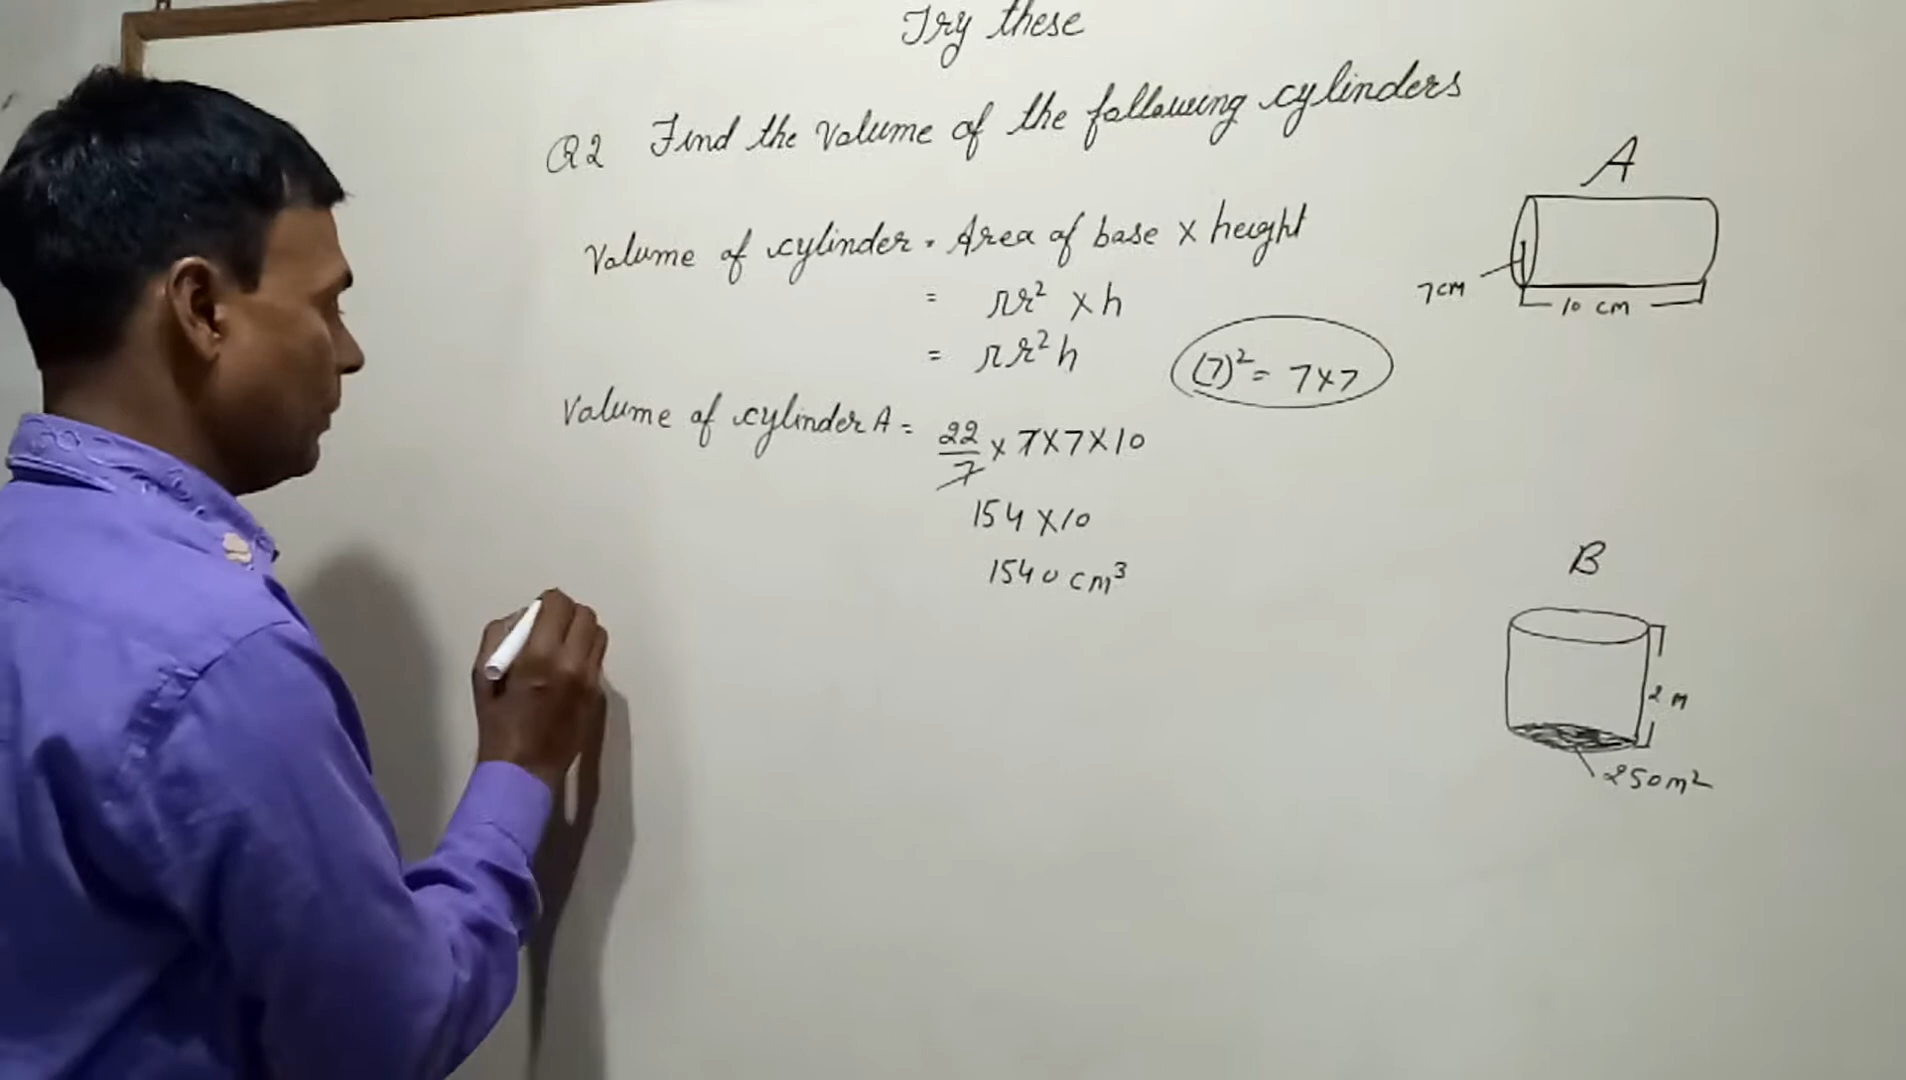 Try these
Q2 Find the volume of the following cylinders
Volume of cylinder = Area of base × height
= πr² × h
= πr²h
(7)² = 7×7
Volume of cylinder A = 22/7 × 7×7×10
154 ×10
1540 cm³
A
7cm
10 cm
B
2 m
250m²